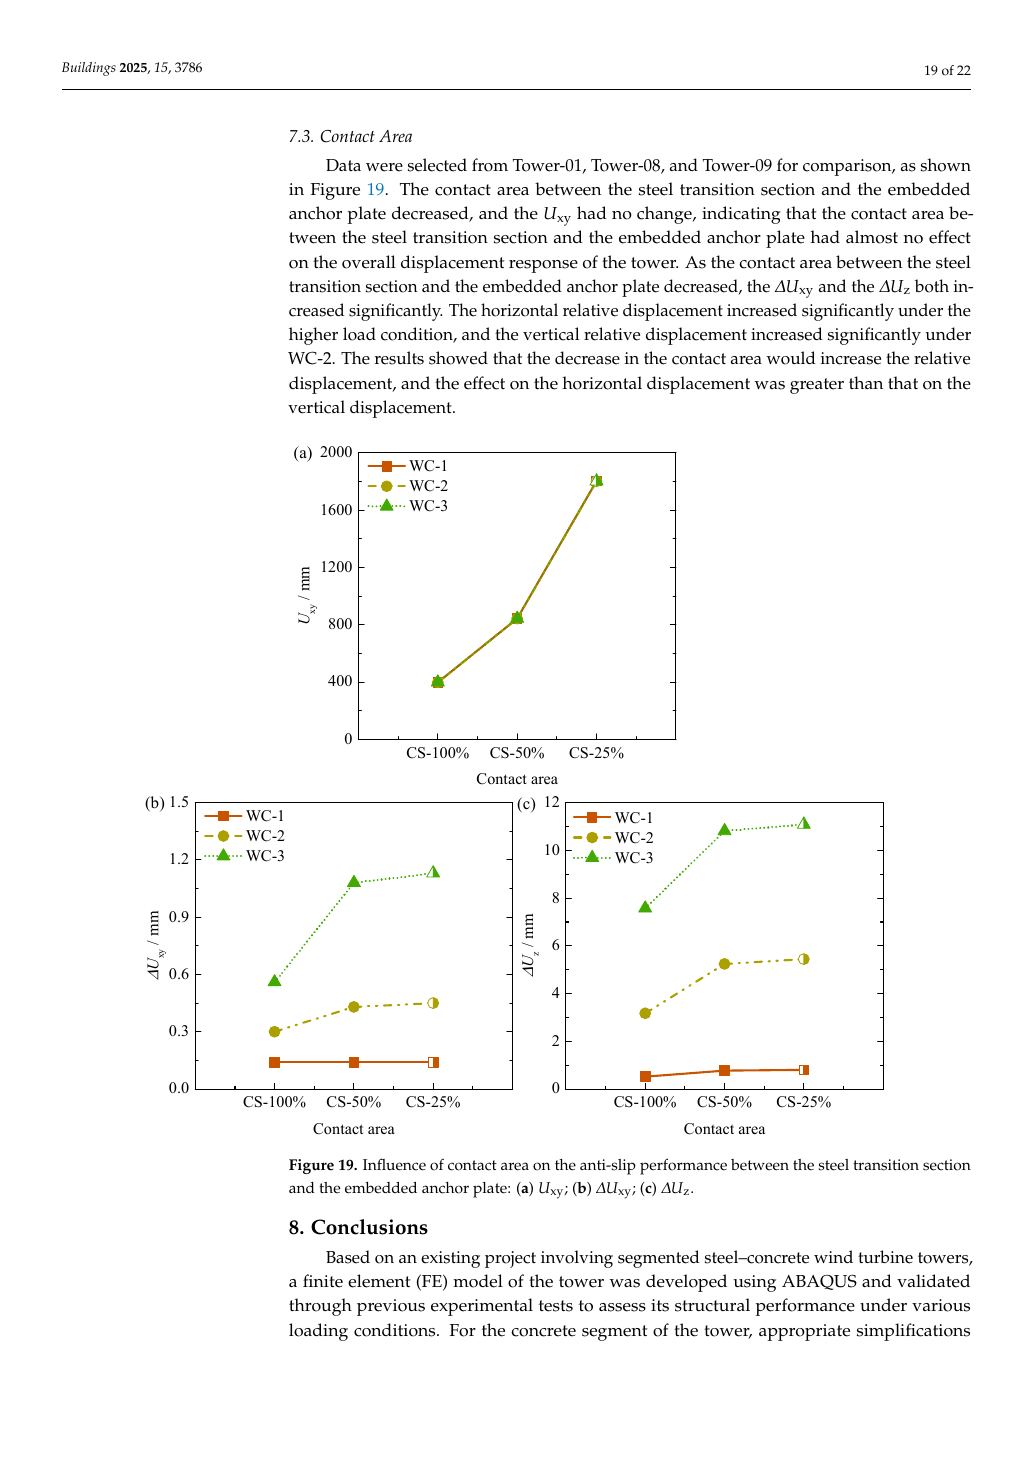 Buildings 2025, 15, 3786
19 of 22
7.3. Contact Area
Data were selected from Tower-01, Tower-08, and Tower-09 for comparison, as shown
in Figure 19. The contact area between the steel transition section and the embedded
anchor plate decreased, and the Uxy had no change, indicating that the contact area be-
tween the steel transition section and the embedded anchor plate had almost no effect
on the overall displacement response of the tower. As the contact area between the steel
transition section and the embedded anchor plate decreased, the ΔUxy and the ΔUz both in-
creased significantly. The horizontal relative displacement increased significantly under the
higher load condition, and the vertical relative displacement increased significantly under
WC-2. The results showed that the decrease in the contact area would increase the relative
displacement, and the effect on the horizontal displacement was greater than that on the
vertical displacement.
(a)
2000
1600
1200
800
400
0
Uxy / mm
WC-1
WC-2
WC-3
CS-100% CS-50% CS-25%
Contact area
(b)
1.5
1.2
0.9
0.6
0.3
0.0
ΔUxy / mm
WC-1
WC-2
WC-3
CS-100% CS-50% CS-25%
Contact area
(c)
12
10
8
6
4
2
0
ΔUz / mm
WC-1
WC-2
WC-3
CS-100% CS-50% CS-25%
Contact area
Figure 19. Influence of contact area on the anti-slip performance between the steel transition section
and the embedded anchor plate: (a) Uxy; (b) ΔUxy; (c) ΔUz.
8. Conclusions
Based on an existing project involving segmented steel–concrete wind turbine towers,
a finite element (FE) model of the tower was developed using ABAQUS and validated
through previous experimental tests to assess its structural performance under various
loading conditions. For the concrete segment of the tower, appropriate simplifications